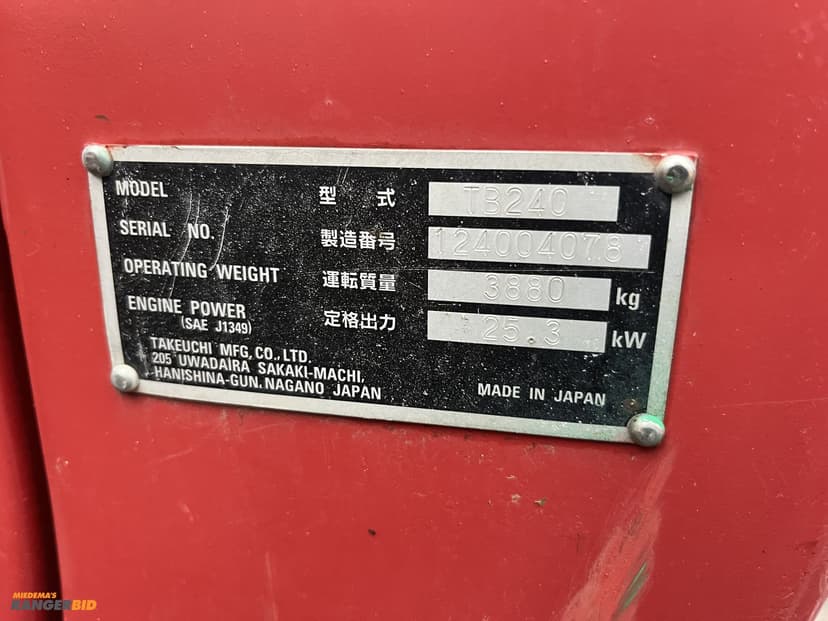 MODEL 型 式 TB240
SERIAL NO. 製造番号 124004078
OPERATING WEIGHT 運転質量 3880 kg
ENGINE POWER 定格出力 25.3 kW
(SAE J1349)
TAKEUCHI MFG, CO., LTD.
205 UWADAIRA SAKAKI-MACHI,
HANISHINA-GUN. NAGANO JAPAN
MADE IN JAPAN
MIEDEMA'S
RANGERBID